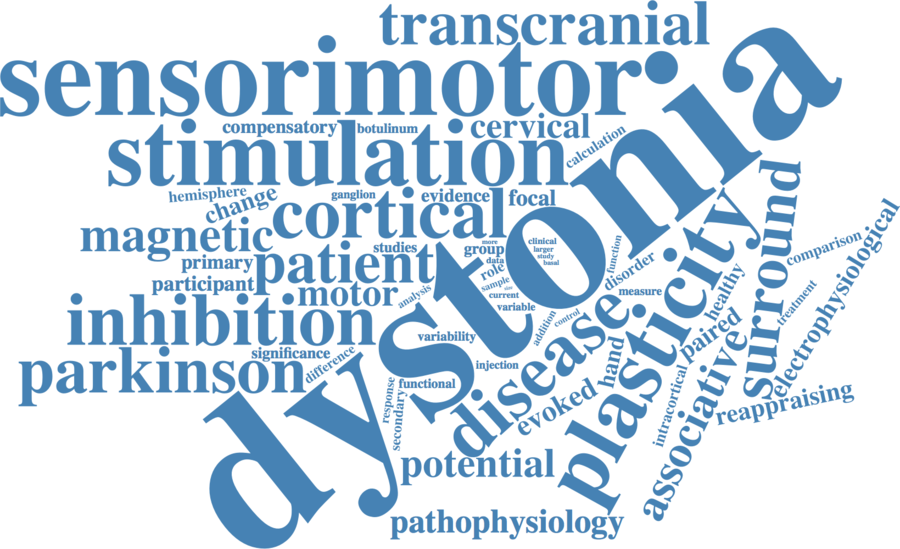 transcranial
sensorimotor
compensatory
botulinum
cervical
stimulation
calculation
dystonia
hemisphere
ganglion
evidence
focal
change
cortical
surround
magnetic
studies
group
more
clinical
larger
study
basal
data
function
comparison
electrophysiological
primary
patient
role
disorder
participant
motor
analysis
sample
size
current
variable
measure
healthy
treatment
inhibition
variability
addition
control
disease
plasticity
paired
significance
difference
parkinson
injection
hand
functional
response
secondary
evoked
intracortical
associative
reappraising
potential
pathophysiology